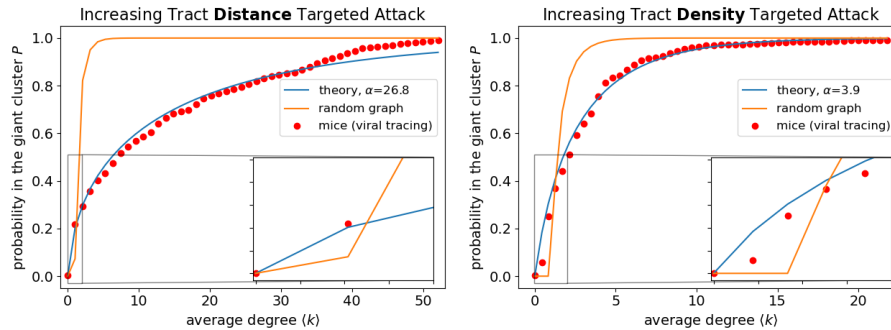 Increasing Tract Distance Targeted Attack
probability in the giant cluster P
1.0
0.8
0.6
0.4
0.2
0.0
theory, α=26.8
random graph
mice (viral tracing)
0 10 20 30 40 50
average degree ⟨k⟩
Increasing Tract Density Targeted Attack
probability in the giant cluster P
1.0
0.8
0.6
0.4
0.2
0.0
theory, α=3.9
random graph
mice (viral tracing)
0 5 10 15 20
average degree ⟨k⟩